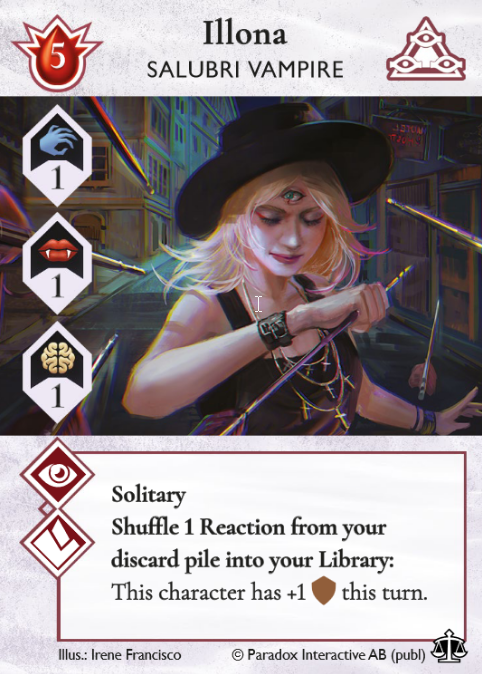 Illona
5
SALUBRI VAMPIRE
1
1
1
Solitary
Shuffle 1 Reaction from your
discard pile into your Library:
This character has +1 this turn.
Illus.: Irene Francisco © Paradox Interactive AB (publ)